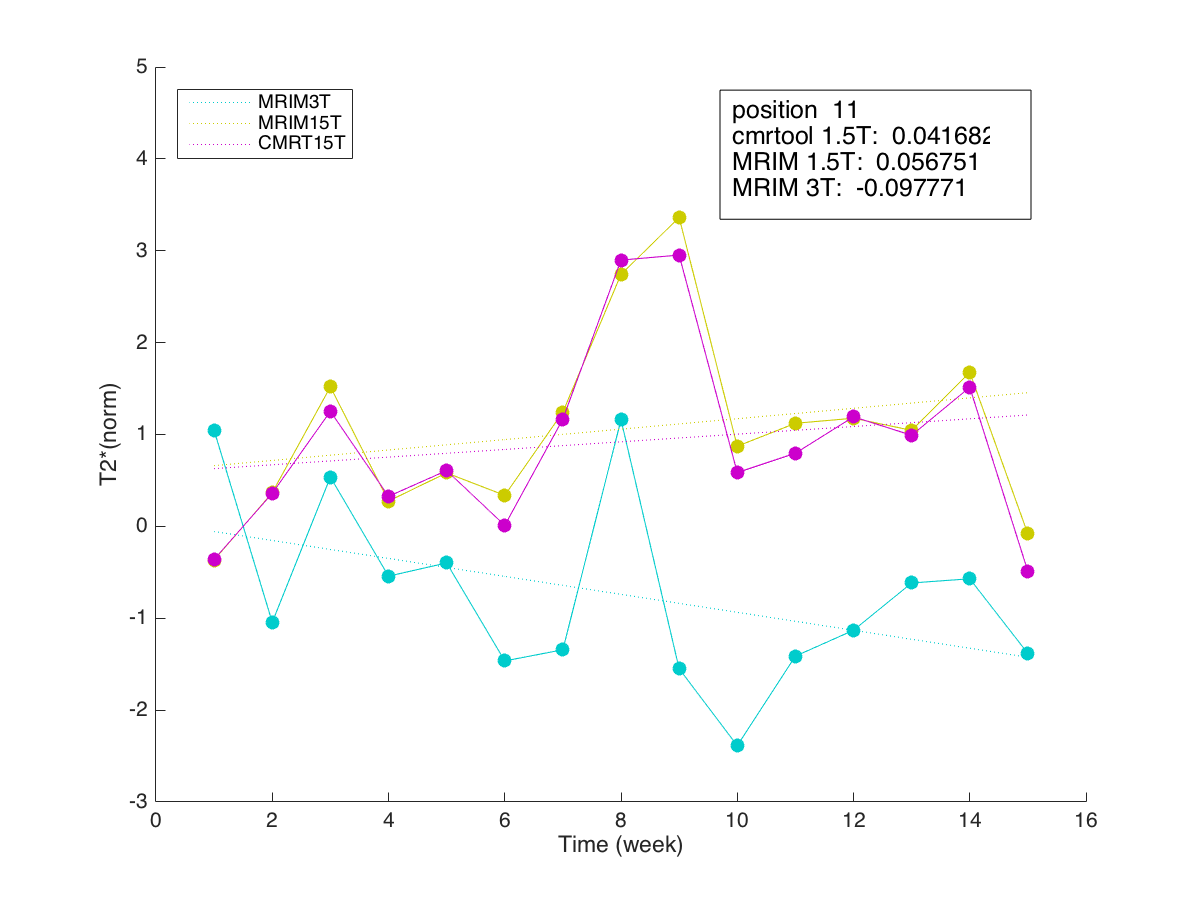 5
4
3
2
1
0
-1
-2
-3
T2*(norm)
MRIM3T
MRIM15T
CMRT15T
position  11
cmrtool 1.5T:  0.041682
MRIM 1.5T:  0.056751
MRIM 3T:  -0.097771
0 2 4 6 8 10 12 14 16
Time (week)